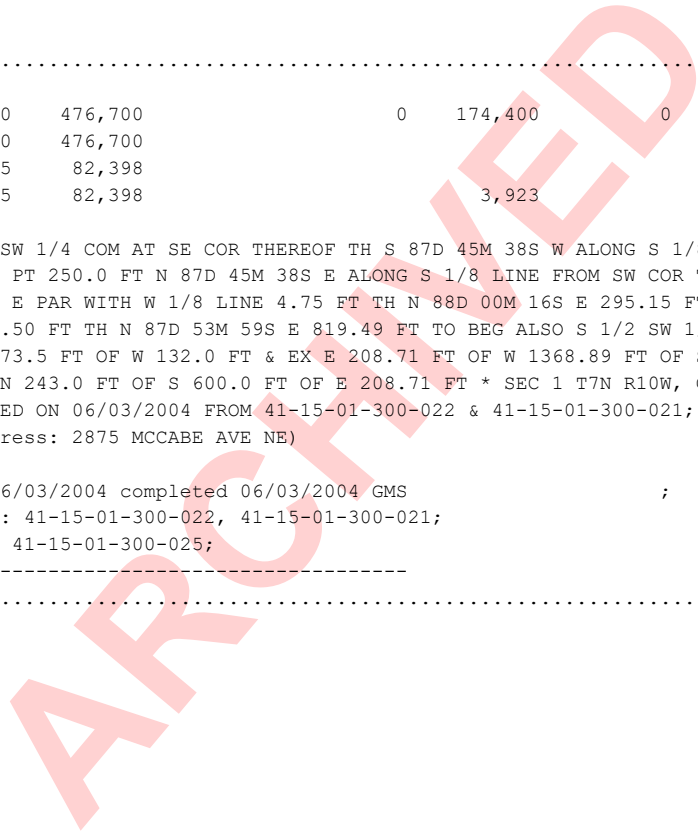 ..........................................................
0 476,700 0 174,400 0
0 476,700
5 82,398
5 82,398 3,923
SW 1/4 COM AT SE COR THEREOF TH S 87D 45M 38S W ALONG S 1/
PT 250.0 FT N 87D 45M 38S E ALONG S 1/8 LINE FROM SW COR
E PAR WITH W 1/8 LINE 4.75 FT TH N 88D 00M 16S E 295.15
.50 FT TH N 87D 53M 59S E 819.49 FT TO BEG ALSO S 1/2 SW
73.5 FT OF W 132.0 FT & EX E 208.71 FT OF W 1368.89 FT OF
N 243.0 FT OF S 600.0 FT OF E 208.71 FT * SEC 1 T7N R10W,
ED ON 06/03/2004 FROM 41-15-01-300-022 & 41-15-01-300-021;
ress: 2875 MCCABE AVE NE)
6/03/2004 completed 06/03/2004 GMS ;
: 41-15-01-300-022, 41-15-01-300-021;
41-15-01-300-025;
----------------------------------
..........................................................
ARCHIVED